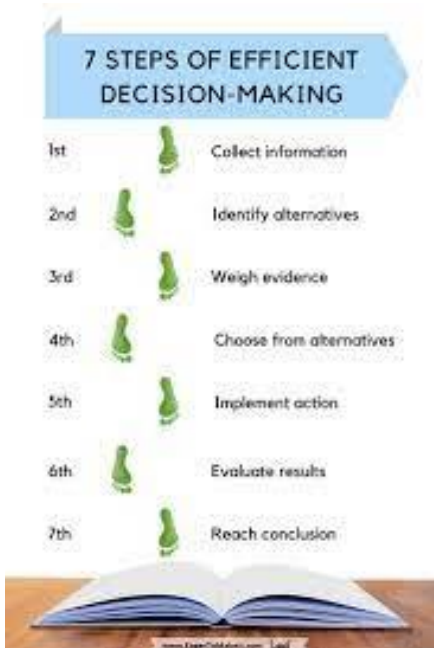 7 STEPS OF EFFICIENT
DECISION-MAKING
1st Collect information
2nd Identify alternatives
3rd Weigh evidence
4th Choose from alternatives
5th Implement action
6th Evaluate results
7th Reach conclusion